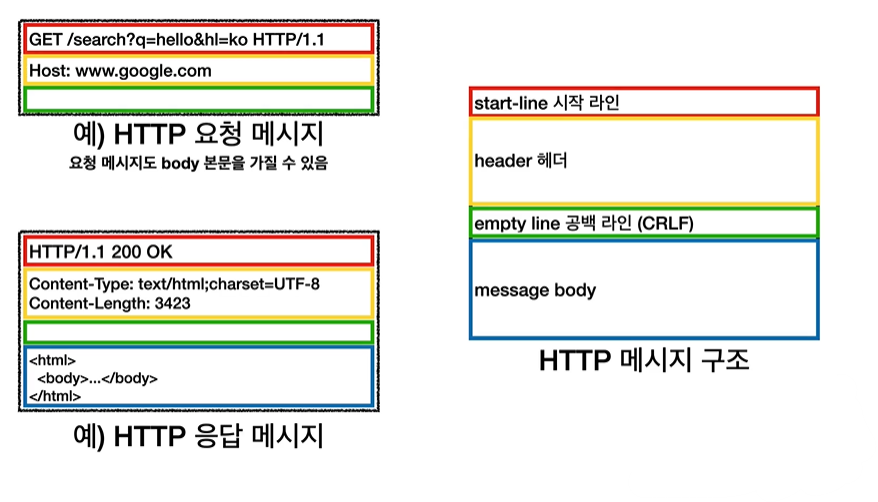 GET /search?q=hello&hl=ko HTTP/1.1
Host: www.google.com
예) HTTP 요청 메시지
요청 메시지도 body 본문을 가질 수 있음
HTTP/1.1 200 OK
Content-Type: text/html;charset=UTF-8
Content-Length: 3423
<html>
<body>...</body>
</html>
예) HTTP 응답 메시지
start-line 시작 라인
header 헤더
empty line 공백 라인 (CRLF)
message body
HTTP 메시지 구조